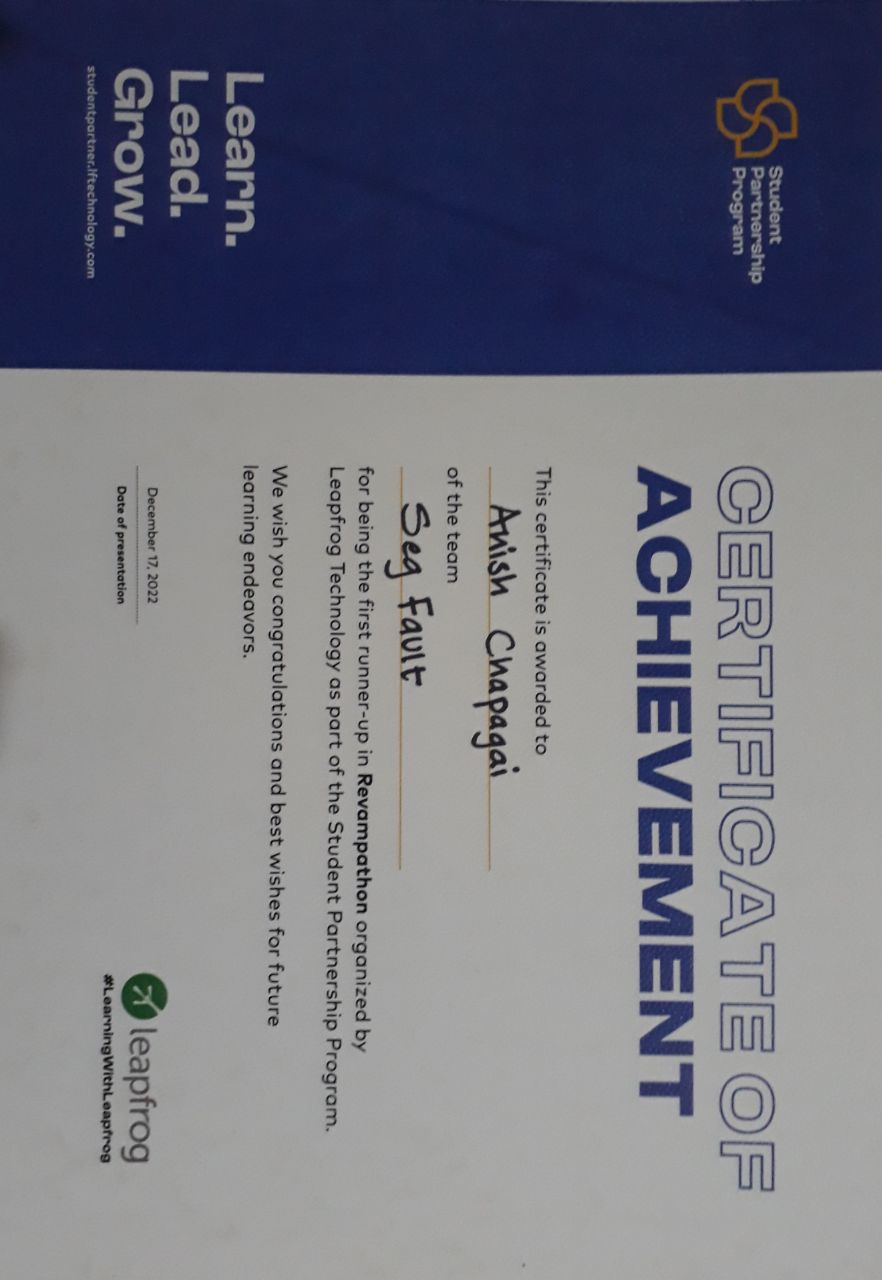 Student
Partnership
Program
Learn.
Lead.
Grow.
studentpartner.lftechnology.com
CERTIFICATE OF
ACHIEVEMENT
This certificate is awarded to
Anish Chapagai
of the team
Seg Fault
for being the first runner-up in Revampathon organized by
Leapfrog Technology as part of the Student Partnership Program.
We wish you congratulations and best wishes for future
learning endeavors.
December 17, 2022
Date of presentation
leapfrog
#LearningWithLeapfrog